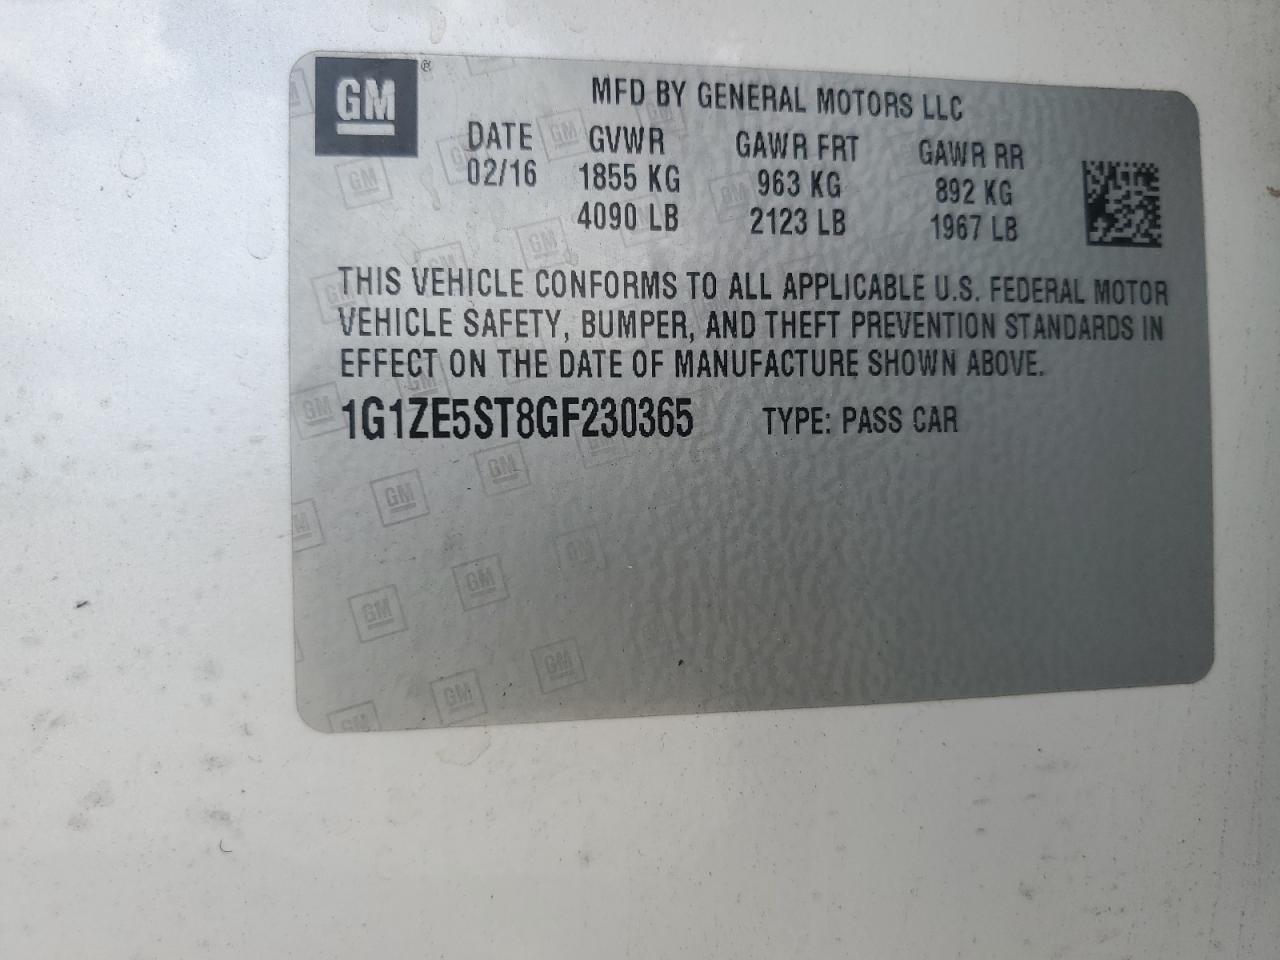 GM®
MFD BY GENERAL MOTORS LLC
DATE GVWR GAWR FRT GAWR RR
02/16 1855 KG 963 KG 892 KG
4090 LB 2123 LB 1967 LB
THIS VEHICLE CONFORMS TO ALL APPLICABLE U.S. FEDERAL MOTOR
VEHICLE SAFETY, BUMPER, AND THEFT PREVENTION STANDARDS IN
EFFECT ON THE DATE OF MANUFACTURE SHOWN ABOVE.
1G1ZE5ST8GF230365 TYPE: PASS CAR